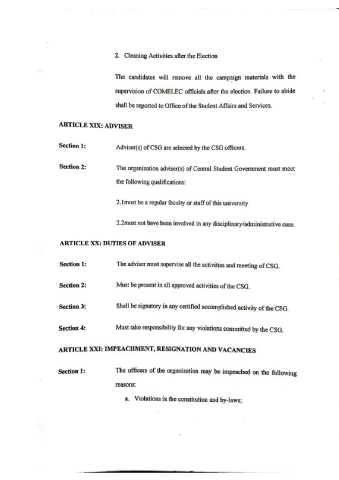 2. Cleaning Activities after the Election
The candidates will remove all the campaign materials with the
supervision of COMELEC officials after the election. Failure to abide
shall be reported to Office of the Student Affairs and Services.
ARTICLE XIX: ADVISER
Section 1: Adviser(s) of CSG are selected by the CSG officers.
Section 2: The organization adviser(s) of Central Student Government must meet
the following qualifications:
2.1must be a regular faculty or staff of this university
2.2must not have been involved in any disciplinary/administrative case.
ARTICLE XX: DUTIES OF ADVISER
Section 1: The adviser must supervise all the activities and meeting of CSG.
Section 2: Must be present in all approved activities of the CSG.
Section 3: Shall be signatory in any certified accomplished activity of the CSG.
Section 4: Must take responsibility for any violations committed by the CSG.
ARTICLE XXI: IMPEACHMENT, RESIGNATION AND VACANCIES
Section 1: The officers of the organization may be impeached on the following
reasons:
a. Violations in the constitution and by-laws;